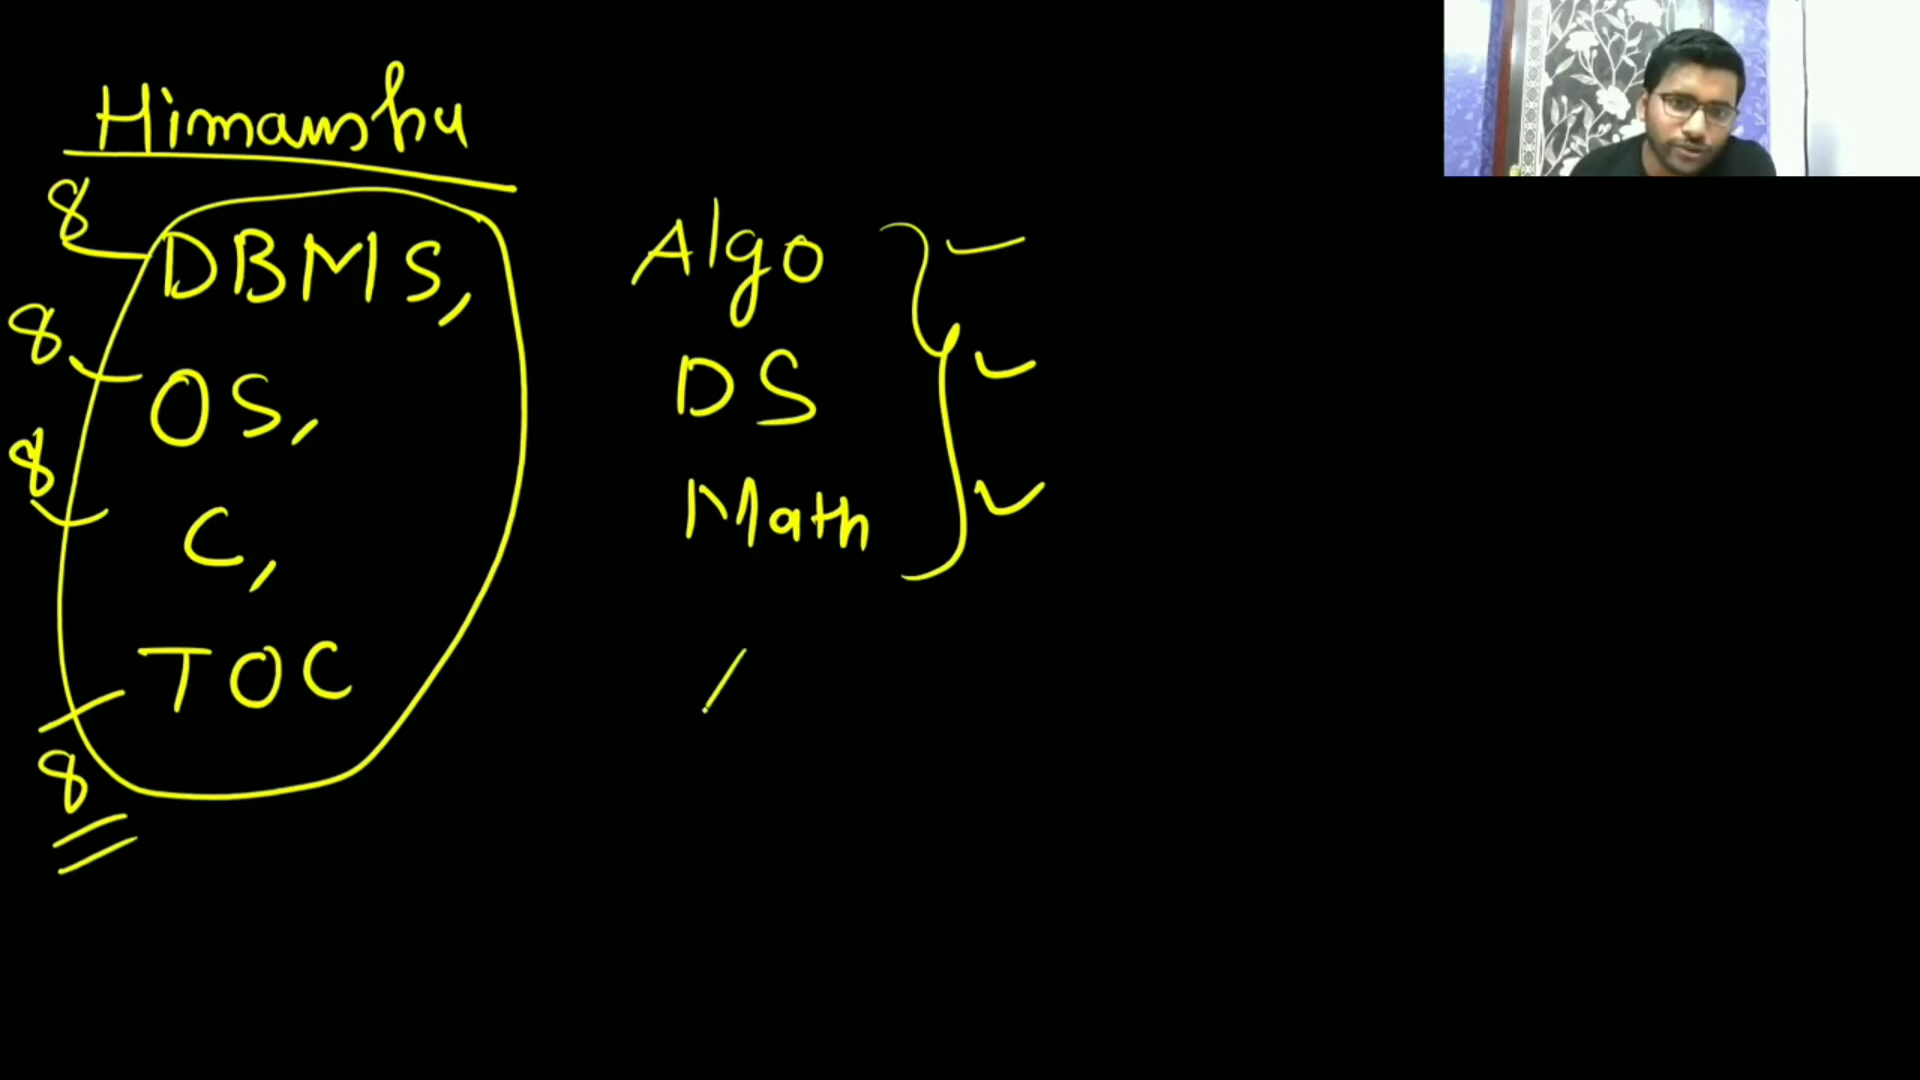 Himanshu
8 DBMS,
8 OS,
8 C,
8 TOC
Algo
DS
Math